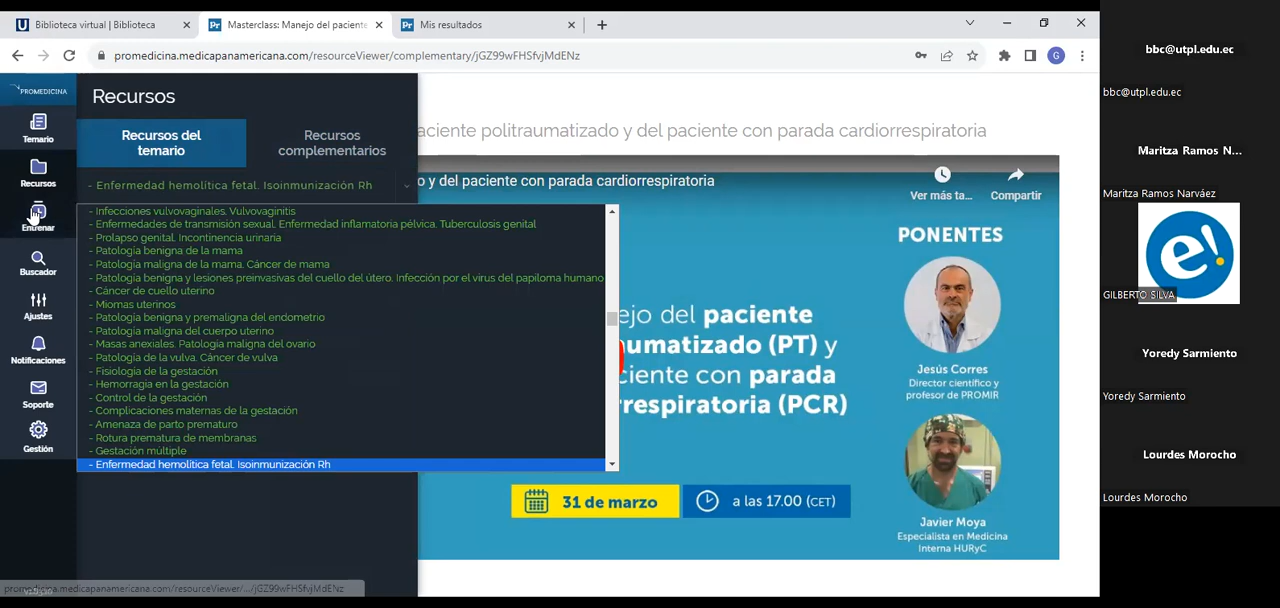 Biblioteca virtual | Biblioteca
Masterclass: Manejo del paciente
Mis resultados
promedicina.medicapanamericana.com/resourceViewer/complementary/jGZ99wFHSfvjMdENz
G
PROMEDICINA
Temario
Recursos
Entrenar
Buscador
Ajustes
Notificaciones
Soporte
Gestión
Recursos
Recursos del
temario
Recursos
complementarios
- Enfermedad hemolítica fetal. Isoinmunización Rh
- Infecciones vulvovaginales. Vulvovaginitis
- Enfermedades de transmisión sexual. Enfermedad inflamatoria pélvica. Tuberculosis genital
- Prolapso genital. Incontinencia urinaria
- Patología benigna de la mama
- Patología maligna de la mama. Cáncer de mama
- Patología benigna y lesiones preinvasivas del cuello del útero. Infección por el virus del papiloma humano
- Cáncer de cuello uterino
- Miomas uterinos
- Patología benigna y premaligna del endometrio
- Patología maligna del cuerpo uterino
- Masas anexiales. Patología maligna del ovario
- Patología de la vulva. Cáncer de vulva
- Fisiología de la gestación
- Hemorragia en la gestación
- Control de la gestación
- Complicaciones maternas de la gestación
- Amenaza de parto prematuro
- Rotura prematura de membranas
- Gestación múltiple
- Enfermedad hemolítica fetal. Isoinmunización Rh
promedicina.medicapanamericana.com/resourceViewer/.../jGZ99wFHSfvjMdENz
aciente politraumatizado y del paciente con parada cardiorrespiratoria
o y del paciente con parada cardiorrespiratoria
Ver más ta...
Compartir
ejo del paciente
umatizado (PT) y
ciente con parada
rrespiratoria (PCR)
31 de marzo
a las 17.00 (CET)
PONENTES
Jesús Corres
Director científico y
profesor de PROMIR
Javier Moya
Especialista en Medicina
Interna HURyC
bbc@utpl.edu.ec
bbc@utpl.edu.ec
Maritza Ramos N...
Maritza Ramos Narváez
e!
GILBERTO SILVA
Yoredy Sarmiento
Yoredy Sarmiento
Lourdes Morocho
Lourdes Morocho